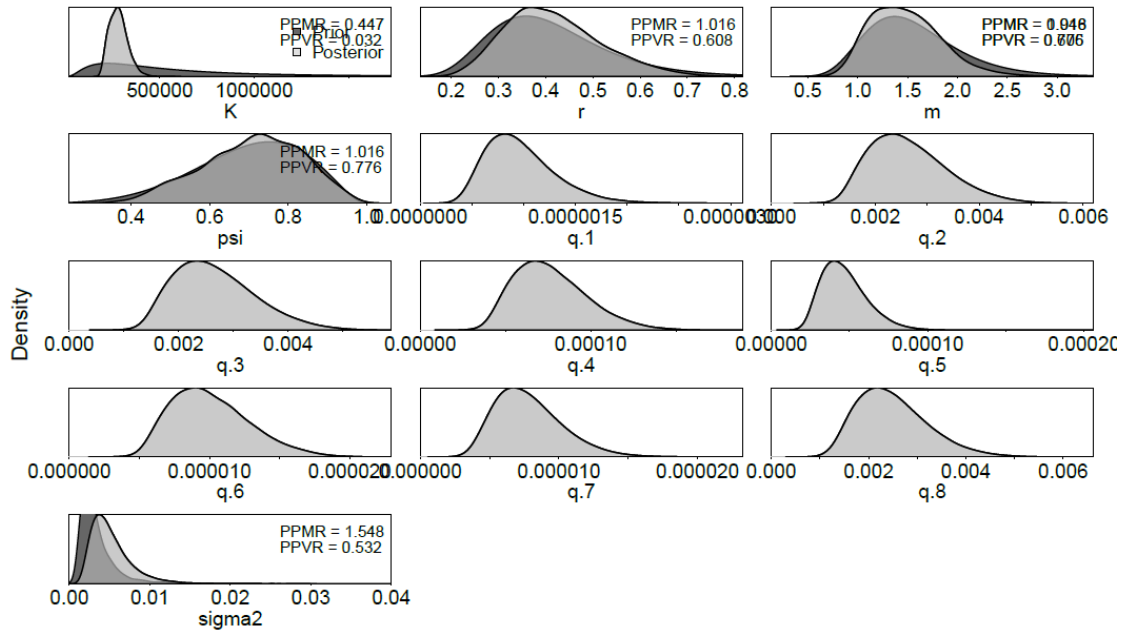 PPMR = 0.447
PPVR = 0.032
Prior
Posterior
500000 1000000
K
PPMR = 1.016
PPVR = 0.608
0.2 0.3 0.4 0.5 0.6 0.7 0.8
r
0.5 1.0 1.5 2.0 2.5 3.0
m
PPMR = 1.016
PPVR = 0.776
0.4 0.6 0.8 1.0
psi
0.0000000 0.0000015
q.1
0.002 0.004 0.006
q.2
Density
0.000 0.002 0.004
q.3
0.00000 0.00010
q.4
0.00000 0.00010 0.00020
q.5
0.000000 0.000010 0.000020
q.6
0.000000 0.000010 0.000020
q.7
0.000 0.002 0.004 0.006
q.8
PPMR = 1.548
PPVR = 0.532
0.00 0.01 0.02 0.03 0.04
sigma2